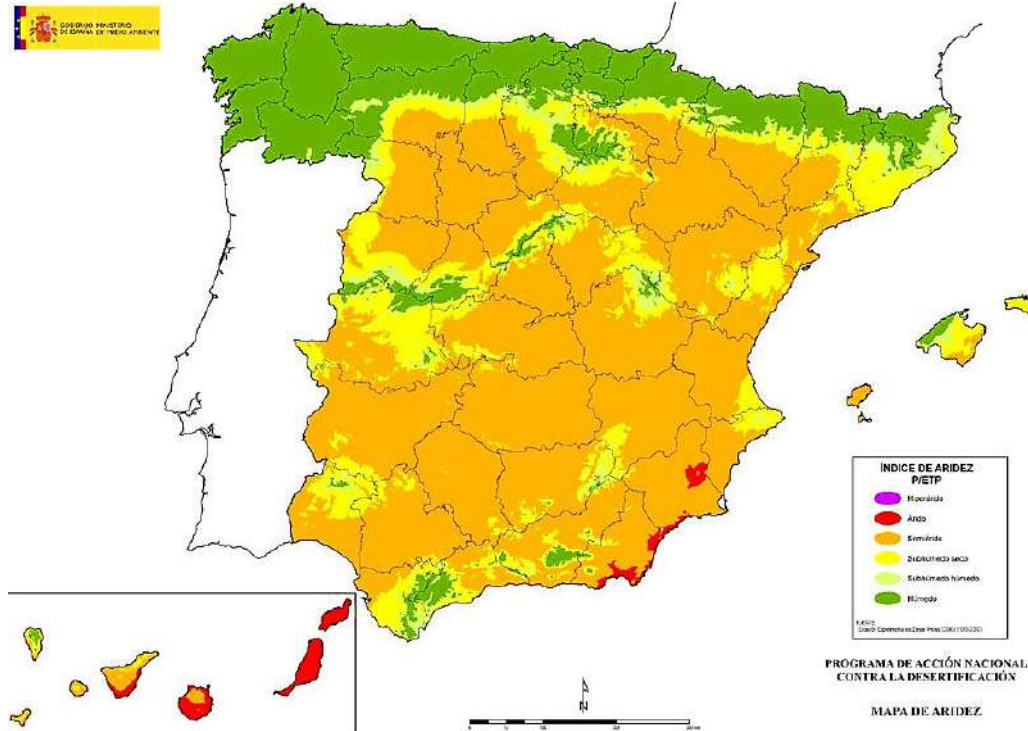 GOBIERNO MINISTERIO
DE ESPAÑA DE MEDIO AMBIENTE
ÍNDICE DE ARIDEZ
P/ETP
Hiperárido
Árido
Semiárido
Subhúmedo seco
Subhúmedo húmedo
Húmedo
FUENTE:
N
PROGRAMA DE ACCIÓN NACIONAL
CONTRA LA DESERTIFICACIÓN
MAPA DE ARIDEZ